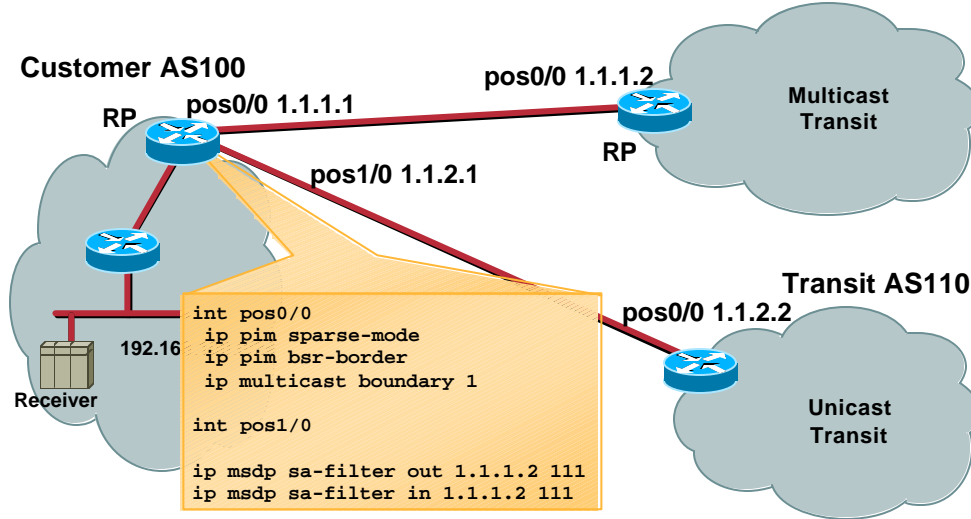 Customer AS100
RP
pos0/0 1.1.1.1
pos0/0 1.1.1.2
RP
Multicast
Transit
pos1/0 1.1.2.1
Transit AS110
pos0/0 1.1.2.2
Unicast
Transit
192.16
Receiver
int pos0/0
ip pim sparse-mode
ip pim bsr-border
ip multicast boundary 1
int pos1/0
ip msdp sa-filter out 1.1.1.2 111
ip msdp sa-filter in 1.1.1.2 111